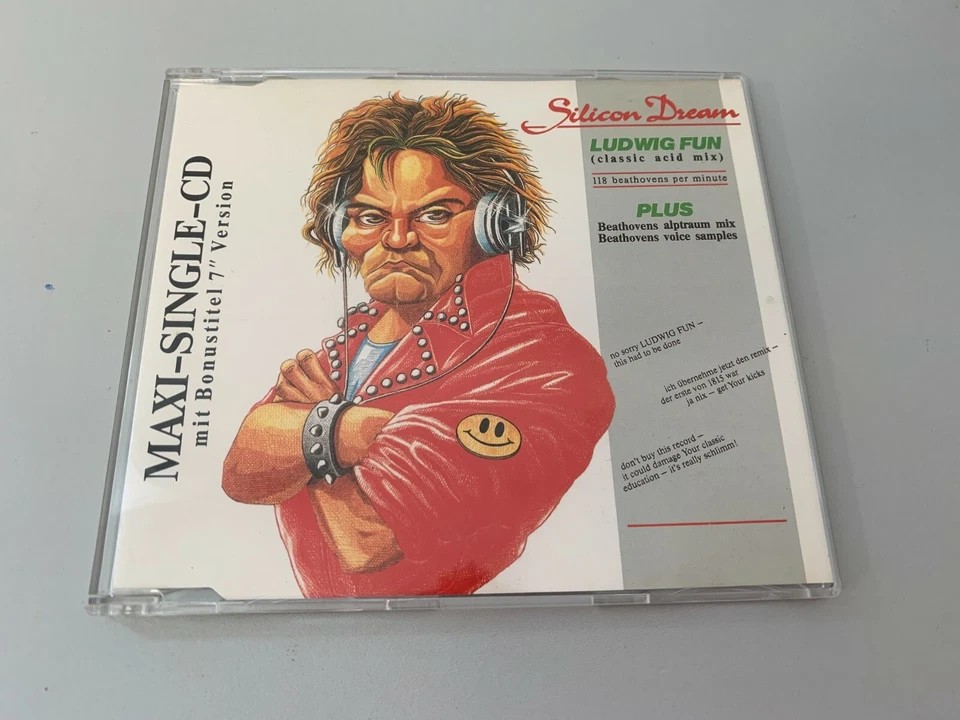 MAXI-SINGLE-CD
mit Bonustitel 7" Version
Silicon Dream
LUDWIG FUN
(classic acid mix)
118 beathovens per minute
PLUS
Beathovens alptraum mix
Beathovens voice samples
no sorry LUDWIG FUN –
this had to be done
ich übernehme jetzt den remix –
der erste von 1815 war
ja nix – get Your kicks
don't buy this record –
it could damage Your classic
education – it's really schlimm!